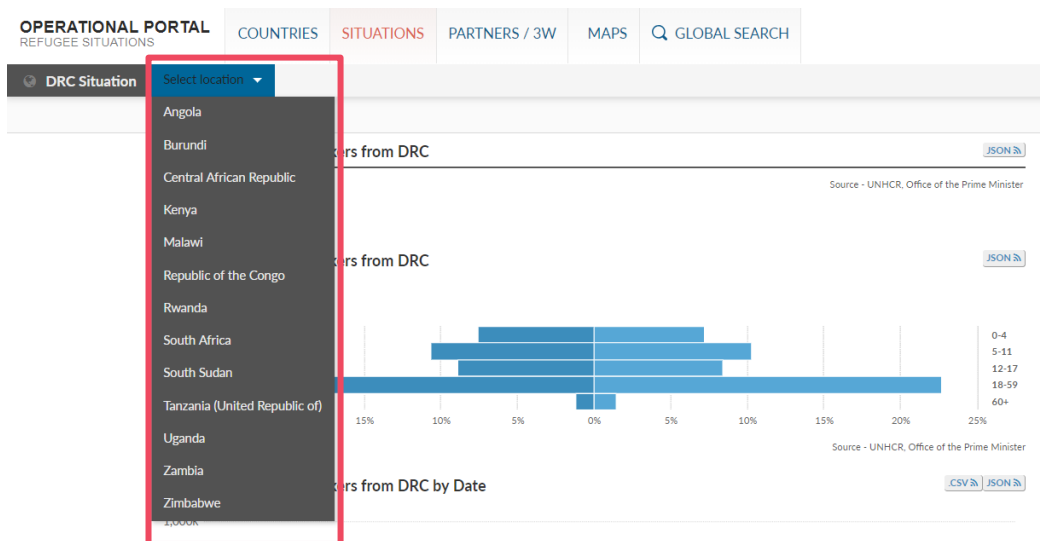 OPERATIONAL PORTAL
REFUGEE SITUATIONS
COUNTRIES
SITUATIONS
PARTNERS / 3W
MAPS
GLOBAL SEARCH
DRC Situation
Select location
Angola
Burundi
Central African Republic
Kenya
Malawi
Republic of the Congo
Rwanda
South Africa
South Sudan
Tanzania (United Republic of)
Uganda
Zambia
Zimbabwe
from DRC
JSON
Source - UNHCR, Office of the Prime Minister
from DRC
JSON
0-4
5-11
12-17
18-59
60+
15% 10% 5% 0% 5% 10% 15% 20% 25%
Source - UNHCR, Office of the Prime Minister
from DRC by Date
.CSV JSON
1,000k